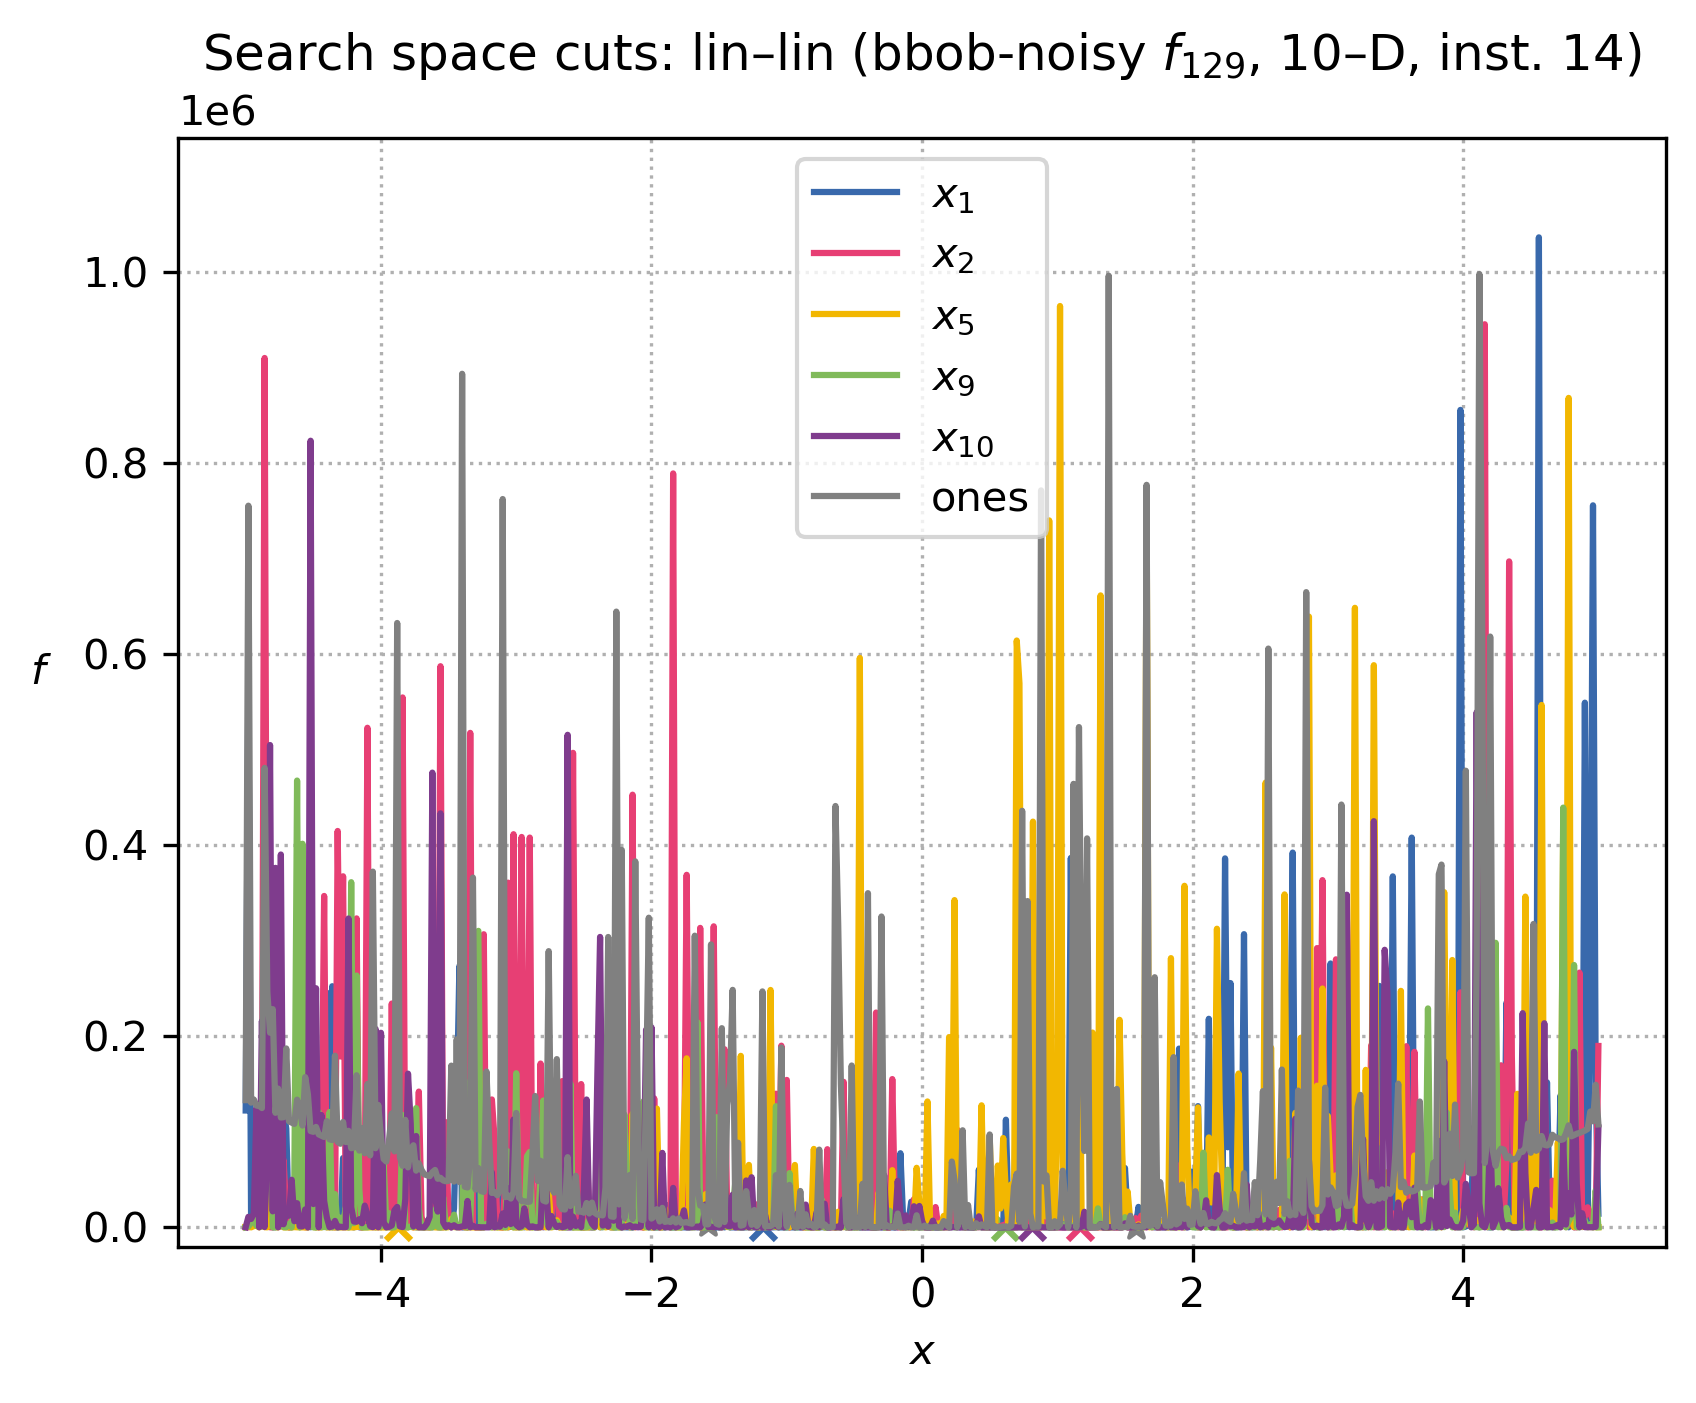 Search space cuts: lin–lin (bbob-noisy f₁₂₉, 10–D, inst. 14)
1e6
x₁
x₂
x₅
x₉
x₁₀
ones
1.0
0.8
0.6
0.4
0.2
0.0
f
−4 −2 0 2 4
x